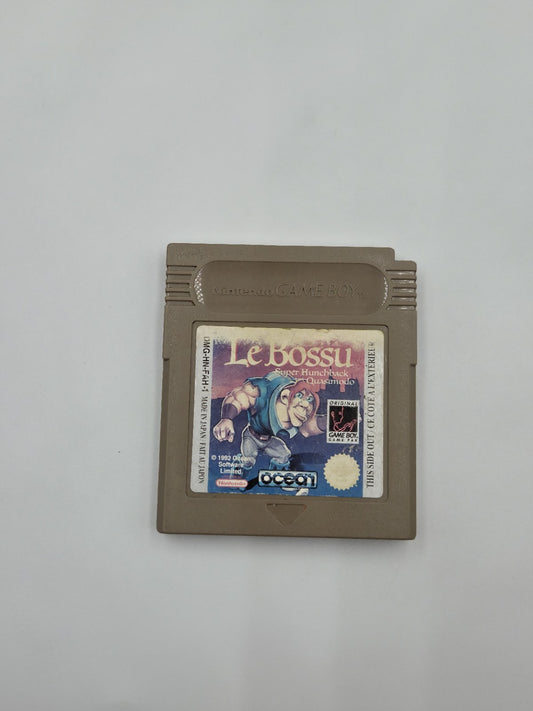 Nintendo GAME BOY
Le Bossu
Super Hunchback
Quasimodo
DMG-HN-FAH-1
MADE IN JAPAN · FAIT AU JAPON
ORIGINAL
GAME BOY
GAME PAK
THIS SIDE OUT / CE COTÉ A L'EXTÉRIEUR
© 1992 Ocean
Software
Limited.
Nintendo
ocean